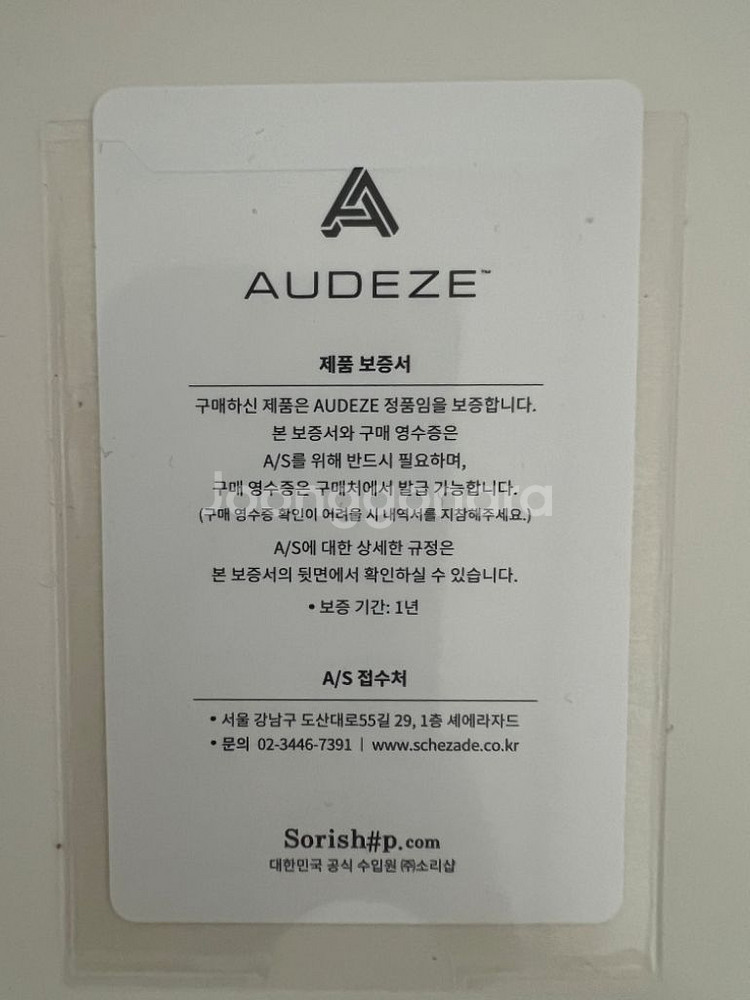 AUDEZE™
제품 보증서
구매하신 제품은 AUDEZE 정품임을 보증합니다.
본 보증서와 구매 영수증은
A/S를 위해 반드시 필요하며,
구매 영수증은 구매처에서 발급 가능합니다.
(구매 영수증 확인이 어려울 시 내역서를 지참해주세요.)
joonggonara
A/S에 대한 상세한 규정은
본 보증서의 뒷면에서 확인하실 수 있습니다.
• 보증 기간: 1년
A/S 접수처
• 서울 강남구 도산대로55길 29, 1층 셰에라자드
• 문의 02-3446-7391 | www.schezade.co.kr
Sorish#p.com
대한민국 공식 수입원 ㈜소리샵